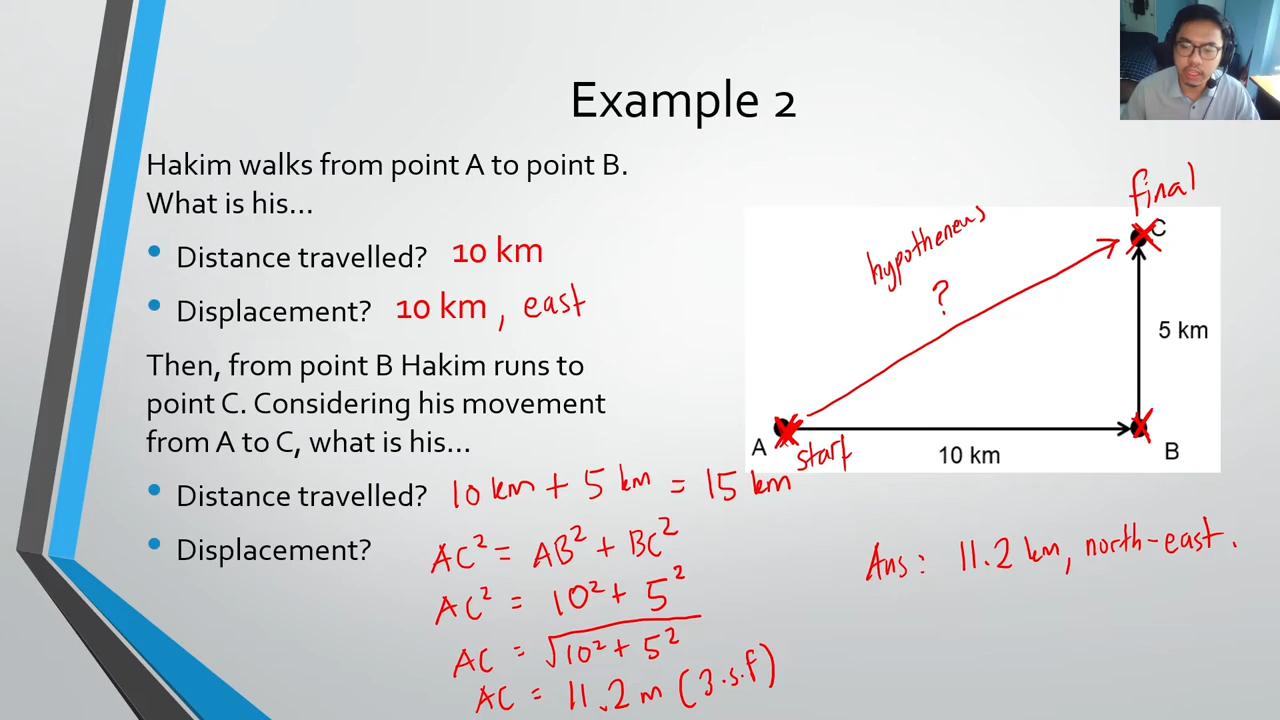 Example 2
Hakim walks from point A to point B.
What is his...
• Distance travelled? 10 km
• Displacement? 10 km, east
Then, from point B Hakim runs to
point C. Considering his movement
from A to C, what is his...
• Distance travelled? 10 km + 5 km = 15 km
• Displacement? AC² = AB² + BC²
AC² = 10² + 5²
AC = √10² + 5²
AC = 11.2 m (3.s.f)
final
C
hypotheneus
?
5 km
A
start
10 km
B
Ans: 11.2 km, north-east.